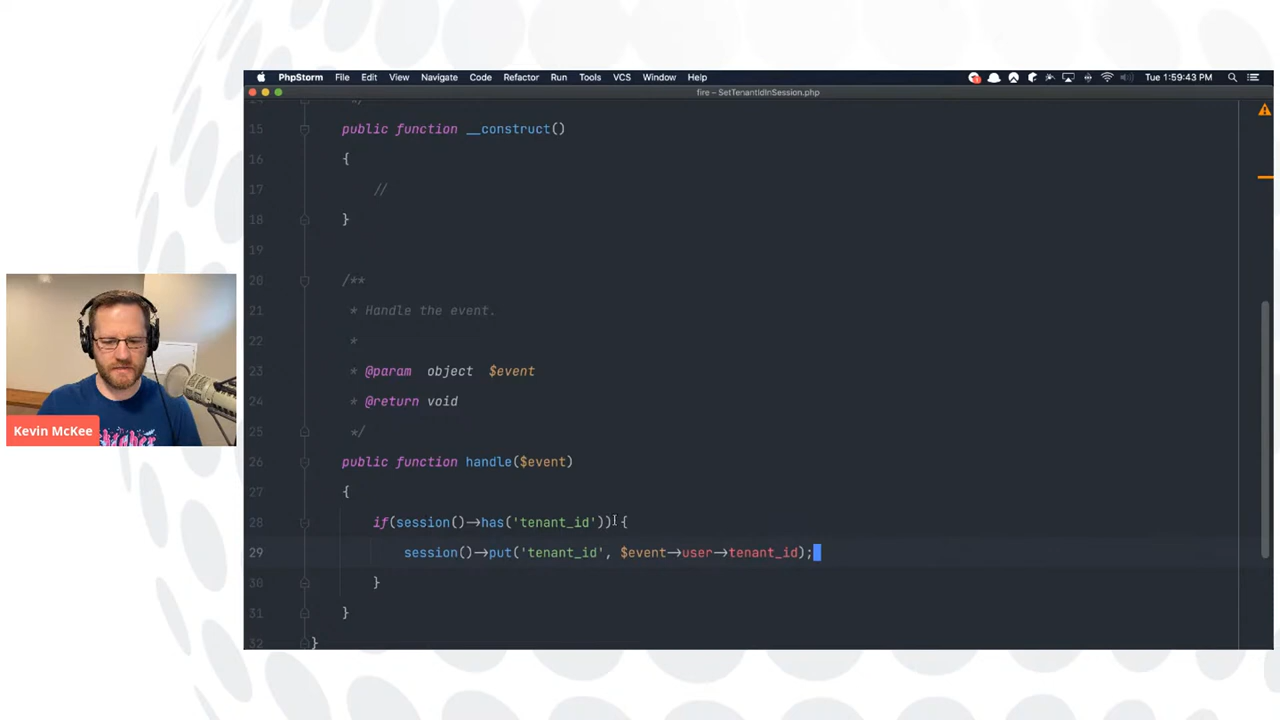 PhpStorm File Edit View Navigate Code Refactor Run Tools VCS Window Help Tue 1:59:43 PM
fire – SetTenantIdInSession.php
14 */
15 public function __construct()
16 {
17 //
18 }
19
20 /**
21 * Handle the event.
22 *
23 * @param object $event
24 * @return void
25 */
26 public function handle($event)
27 {
28 if(session()->has('tenant_id')) {
29 session()->put('tenant_id', $event->user->tenant_id);
30 }
31 }
32 }
Kevin McKee